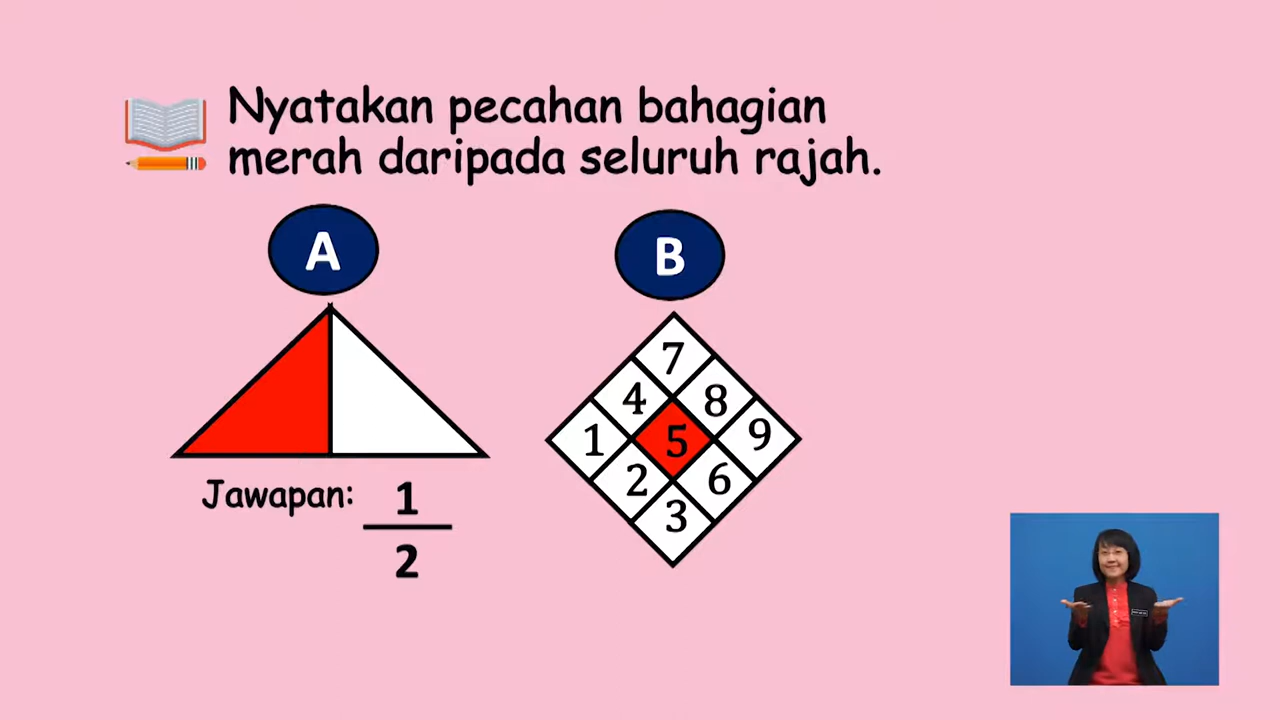 Nyatakan pecahan bahagian
merah daripada seluruh rajah.
A
B
7
4 8
1 5 9
2 6
3
Jawapan: 1
2